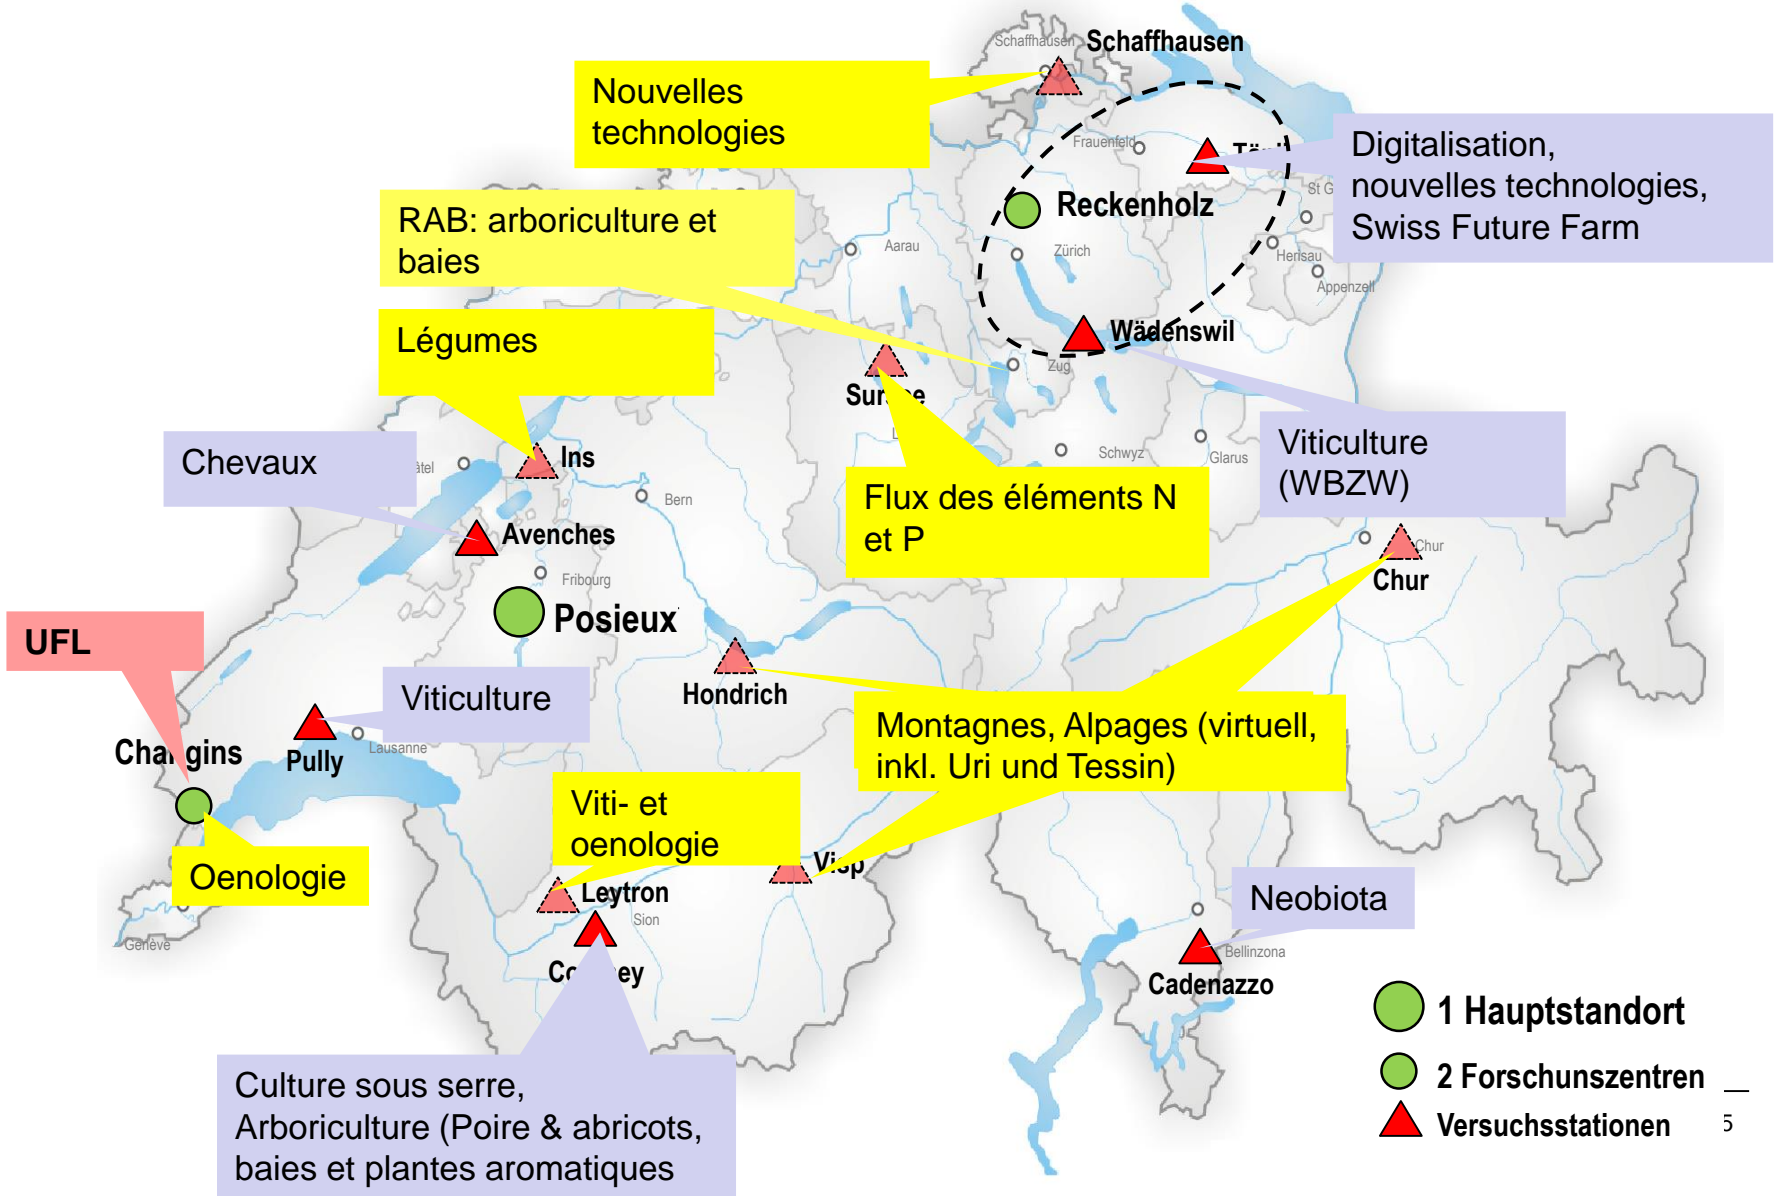 Schaffhausen
Schaffhausen
Nouvelles
technologies
Frauenfeld
Digitalisation,
nouvelles technologies,
Swiss Future Farm
RAB: arboriculture et
baies
Reckenholz
Aarau
Zürich
Herisau
Appenzell
Légumes
Wädenswil
Zug
Chevaux
Ins
Schwyz
Glarus
Viticulture
(WBZW)
Bern
Flux des éléments N
et P
Avenches
Chur
Chur
Fribourg
Posieux
UFL
Viticulture
Hondrich
Montagnes, Alpages (virtuell,
inkl. Uri und Tessin)
Lausanne
Pully
Viti- et
oenologie
Oenologie
Leytron
Sion
Neobiota
Genève
Bellinzona
Cadenazzo
1 Hauptstandort
2 Forschunszentren
Versuchsstationen
5
Culture sous serre,
Arboriculture (Poire & abricots,
baies et plantes aromatiques